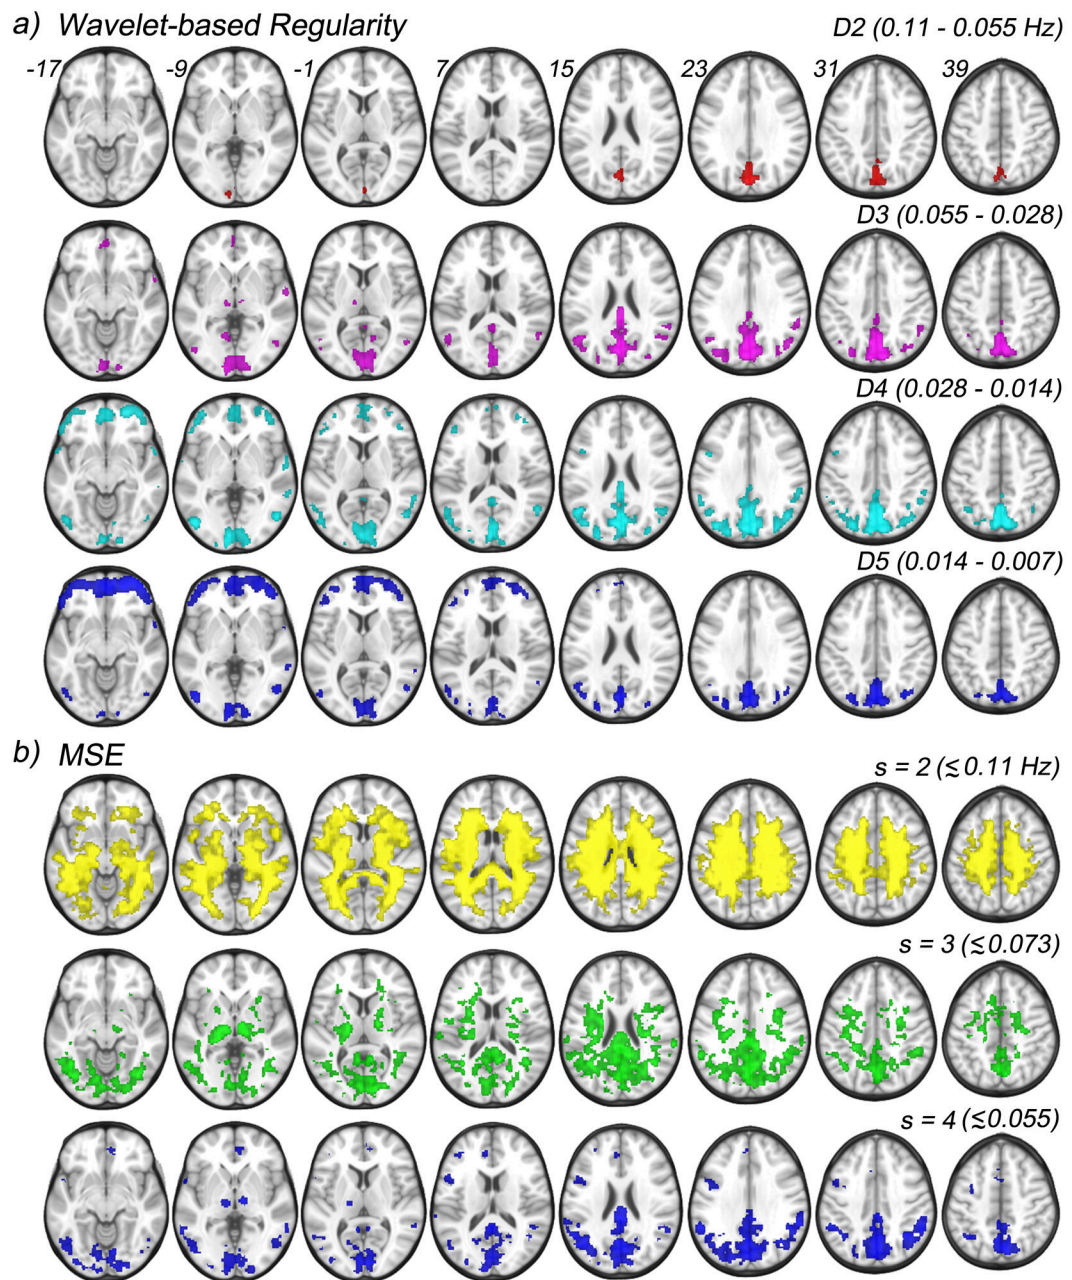 a) Wavelet-based Regularity
D2 (0.11 - 0.055 Hz)
-17 -9 -1 7 15 23 31 39
D3 (0.055 - 0.028)
D4 (0.028 - 0.014)
D5 (0.014 - 0.007)
b) MSE
s = 2 (≲0.11 Hz)
s = 3 (≲0.073)
s = 4 (≲0.055)